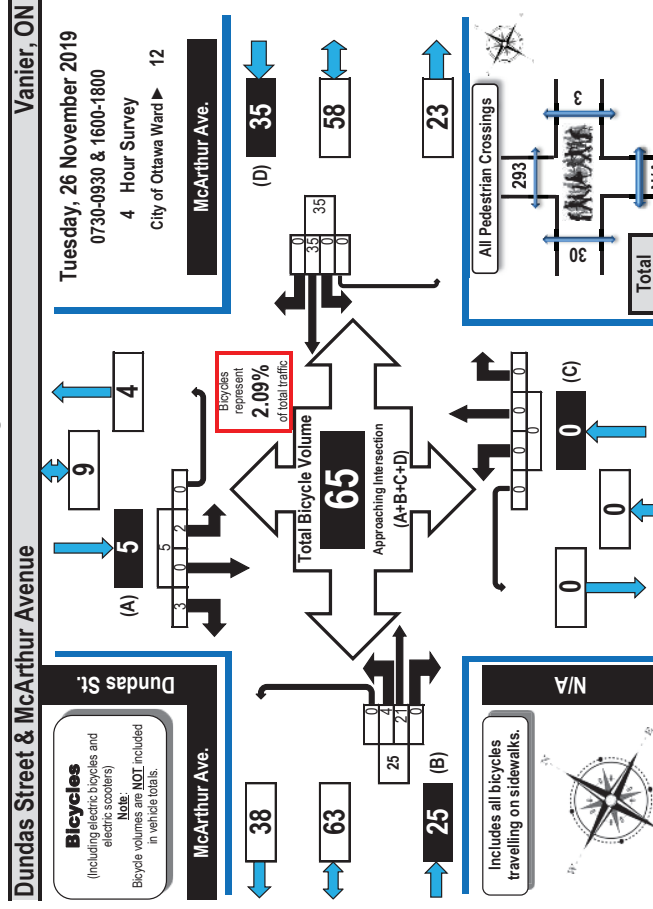 Dundas Street & McArthur Avenue Vanier, ON
Bicycles
(Including electric bicycles and
electric scooters)
Note:
Bicycle volumes are NOT included
in vehicle totals.
McArthur Ave.
Dundas St.
Tuesday, 26 November 2019
0730-0930 & 1600-1800
4 Hour Survey
City of Ottawa Ward► 12
McArthur Ave.
9
5
4
(A)
5
3 0 2 0
Bicycles
represent
2.09%
of total traffic
38
63
25
(B)
25
0
4
21
0
Total Bicycle Volume
65
Approaching Intersection
(A+B+C+D)
0
35
0
0
35
(D)
35
58
23
0 0 0 0
0
(C)
0
0
0
Includes all bicycles
travelling on sidewalks.
N/A
All Pedestrian Crossings
293
30
3
Total